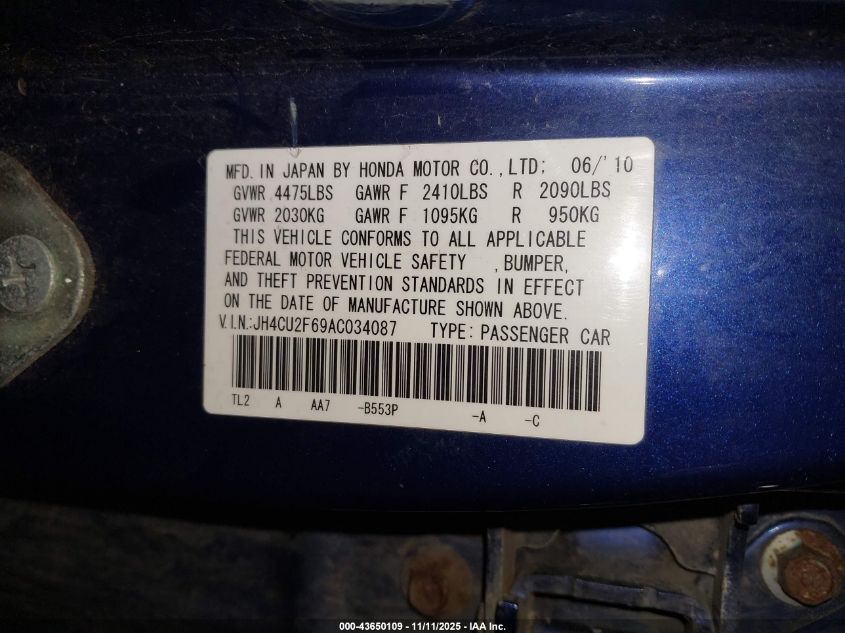 MFD. IN JAPAN BY HONDA MOTOR CO.,LTD; 06/'10
GVWR 4475LBS GAWR F 2410LBS R 2090LBS
GVWR 2030KG GAWR F 1095KG R 950KG
THIS VEHICLE CONFORMS TO ALL APPLICABLE
FEDERAL MOTOR VEHICLE SAFETY , BUMPER,
AND THEFT PREVENTION STANDARDS IN EFFECT
ON THE DATE OF MANUFACTURE SHOWN ABOVE.
V.I.N.:JH4CU2F69AC034087 TYPE: PASSENGER CAR
TL2 A AA7 -B553P -A -C
000-43650109 - 11/11/2025 - IAA Inc.